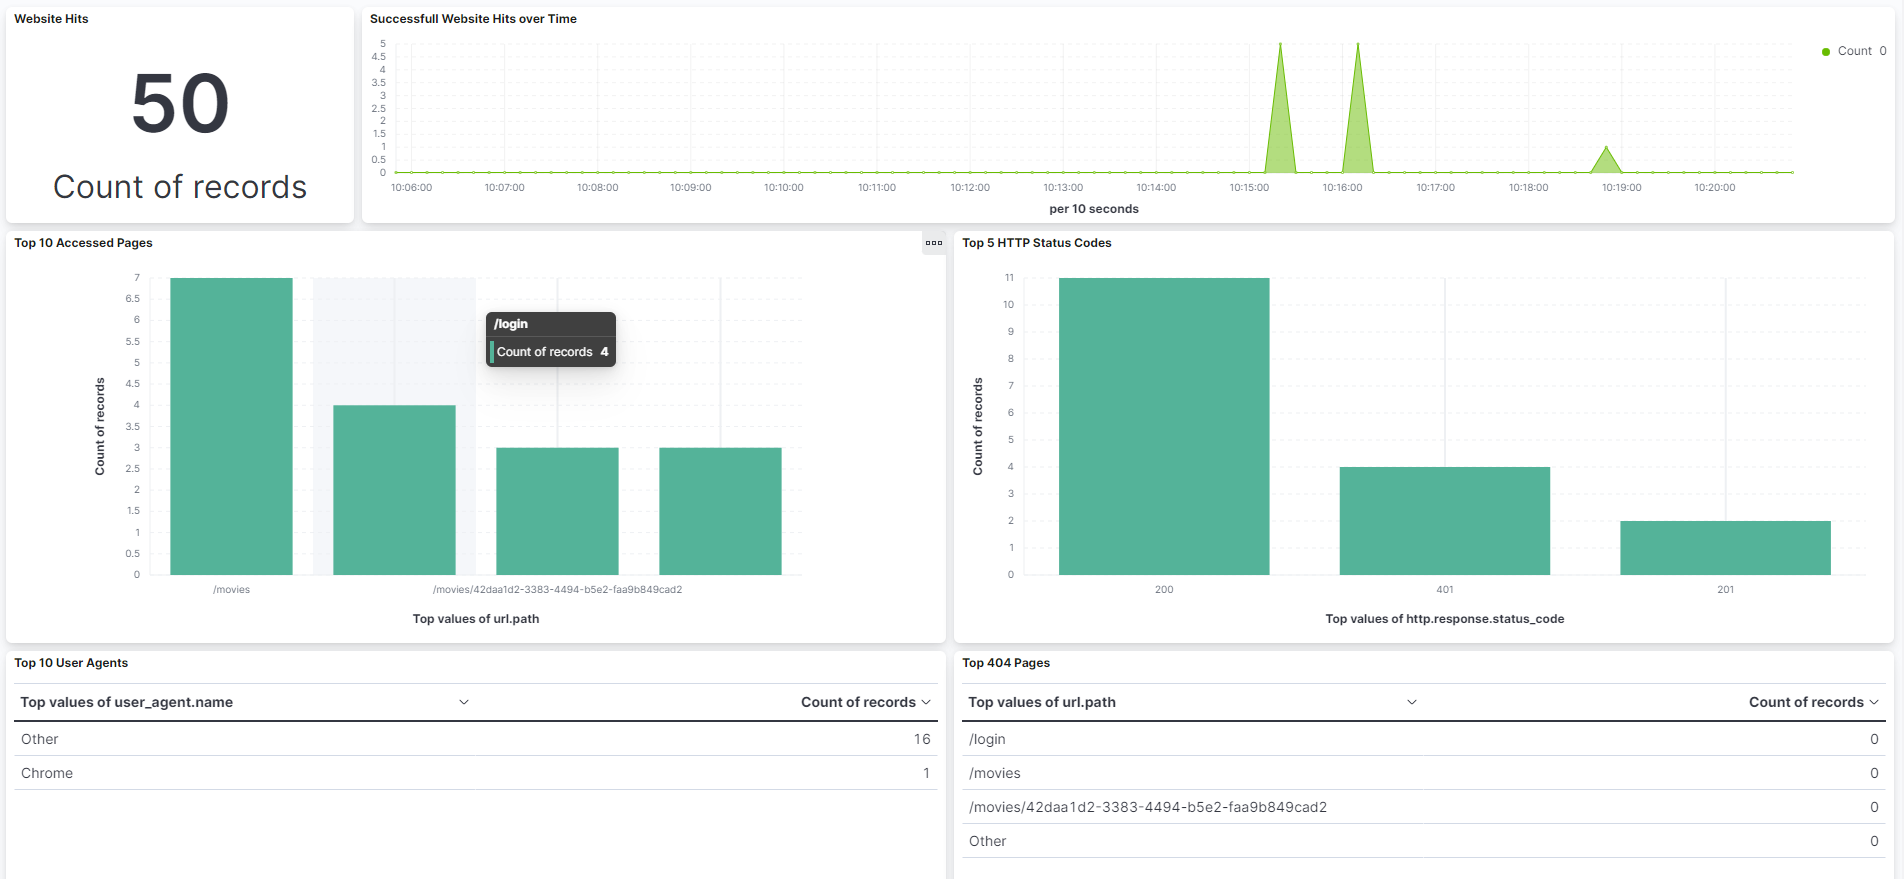 Website Hits
50
Count of records
Successfull Website Hits over Time
5
4.5
4
3.5
3
2.5
2
1.5
1
0.5
0
10:06:00 10:07:00 10:08:00 10:09:00 10:10:00 10:11:00 10:12:00 10:13:00 10:14:00 10:15:00 10:16:00 10:17:00 10:18:00 10:19:00 10:20:00
per 10 seconds
Count 0
Top 10 Accessed Pages
Count of records
7
6.5
6
5.5
5
4.5
4
3.5
3
2.5
2
1.5
1
0.5
0
/login
Count of records 4
/movies /movies/42daa1d2-3383-4494-b5e2-faa9b849cad2
Top values of url.path
Top 5 HTTP Status Codes
Count of records
11
10
9
8
7
6
5
4
3
2
1
0
200 401 201
Top values of http.response.status_code
Top 10 User Agents
Top values of user_agent.name Count of records
Other 16
Chrome 1
Top 404 Pages
Top values of url.path Count of records
/login 0
/movies 0
/movies/42daa1d2-3383-4494-b5e2-faa9b849cad2 0
Other 0